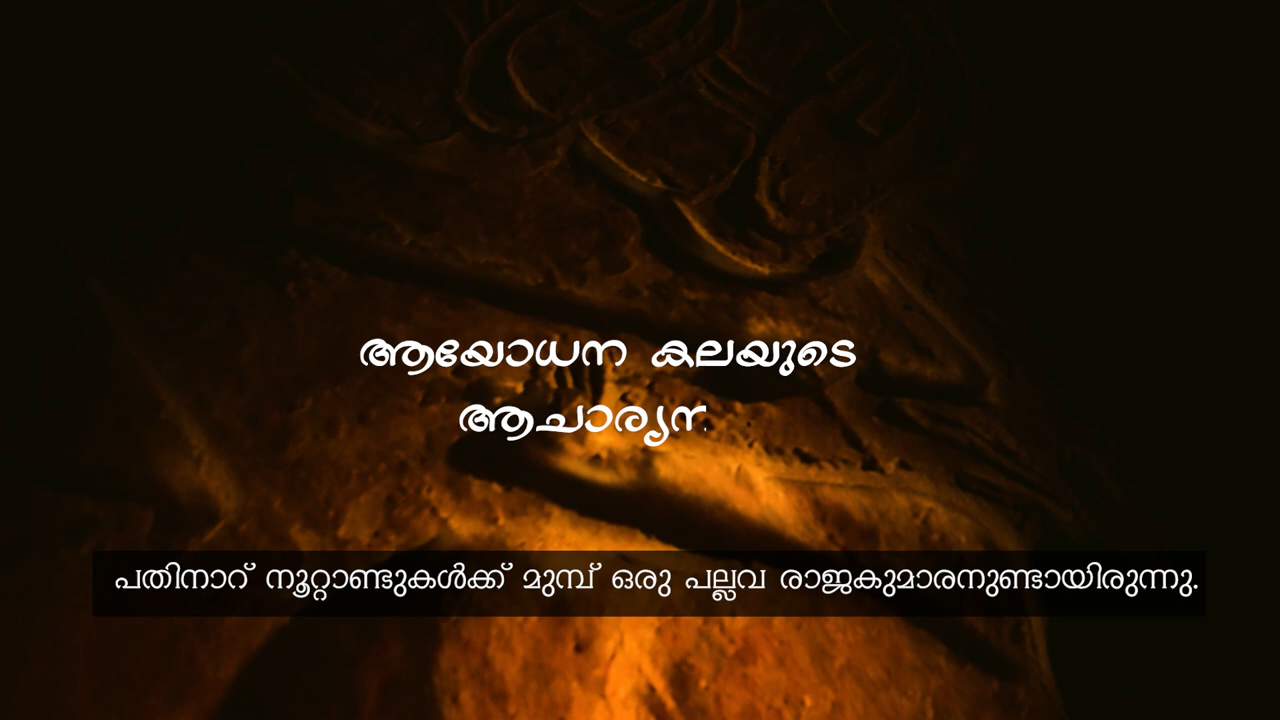 ആയോധന കലയുടെ
ആചാര്യന
പതിനാറ് നൂറ്റാണ്ടുകൾക്ക് മുമ്പ് ഒരു പല്ലവ രാജകുമാരനുണ്ടായിരുന്നു.